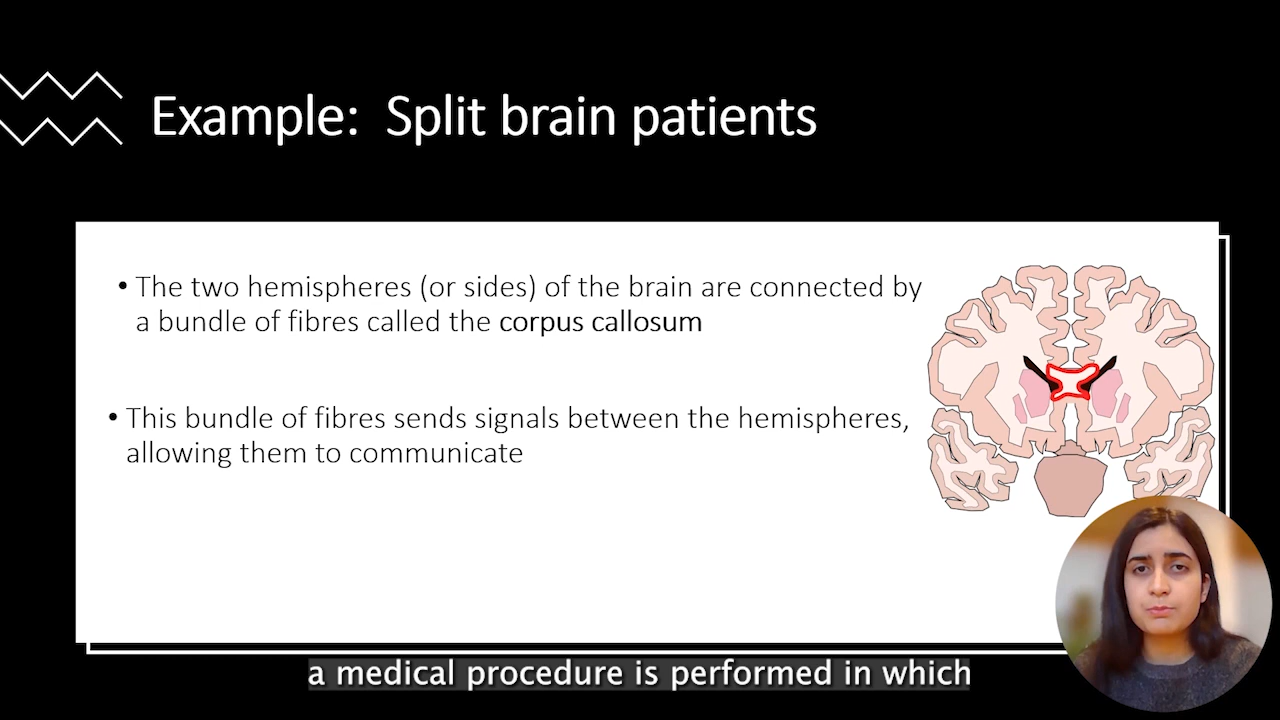 Example: Split brain patients
• The two hemispheres (or sides) of the brain are connected by
a bundle of fibres called the corpus callosum
• This bundle of fibres sends signals between the hemispheres,
allowing them to communicate
a medical procedure is performed in which